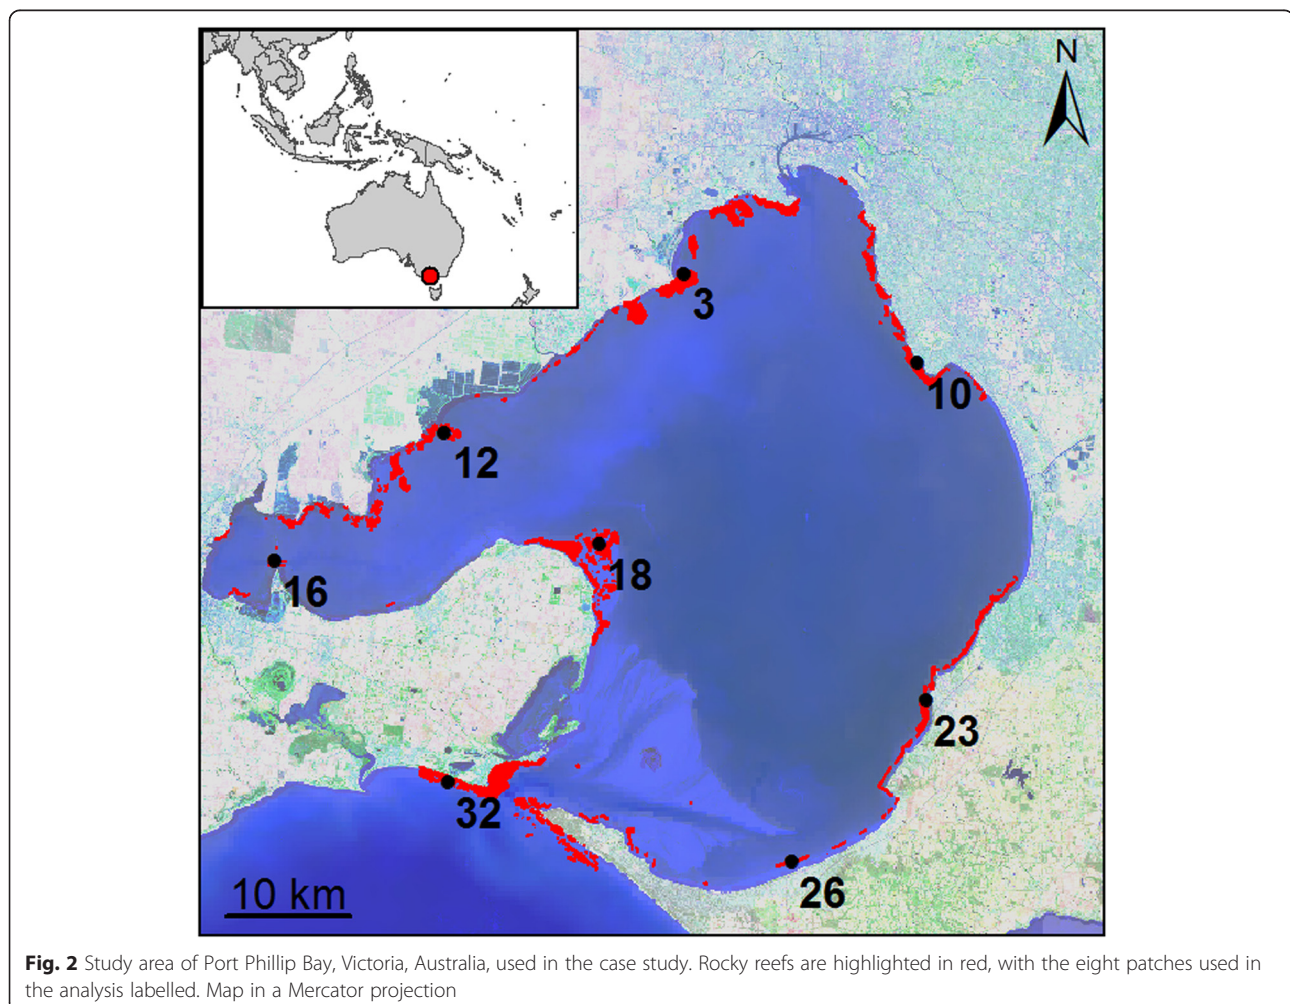 N
3
10
12
18
16
23
32
26
10 km
Fig. 2 Study area of Port Phillip Bay, Victoria, Australia, used in the case study. Rocky reefs are highlighted in red, with the eight patches used in
the analysis labelled. Map in a Mercator projection